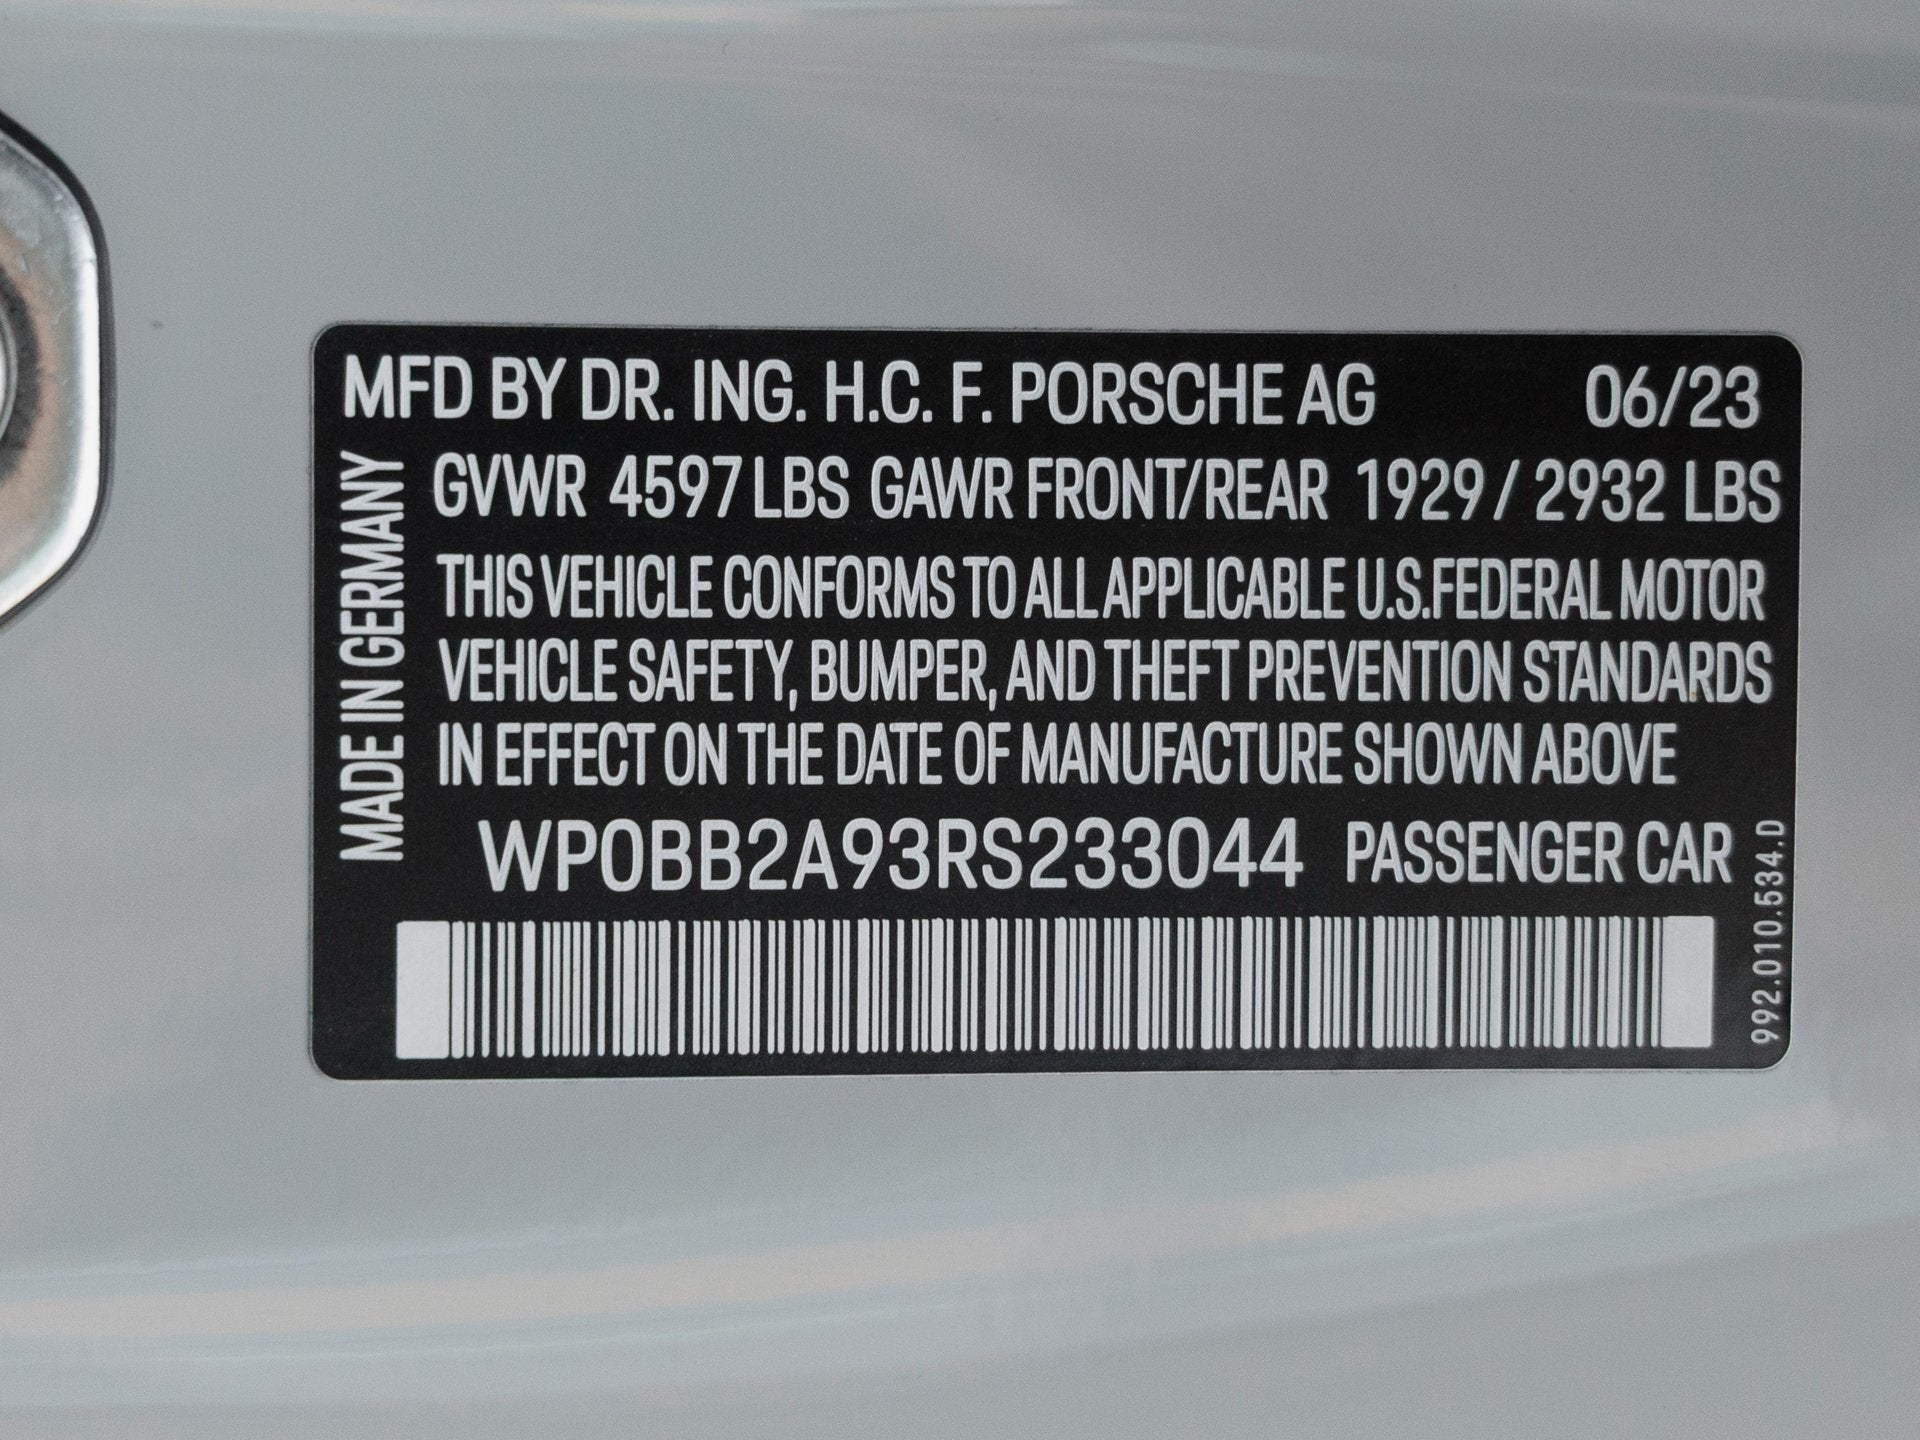 MFD BY DR. ING. H.C. F. PORSCHE AG 06/23
GVWR 4597 LBS GAWR FRONT/REAR 1929 / 2932 LBS
THIS VEHICLE CONFORMS TO ALL APPLICABLE U.S.FEDERAL MOTOR
VEHICLE SAFETY, BUMPER, AND THEFT PREVENTION STANDARDS
IN EFFECT ON THE DATE OF MANUFACTURE SHOWN ABOVE
WP0BB2A93RS233044 PASSENGER CAR
MADE IN GERMANY
992.010.534.D